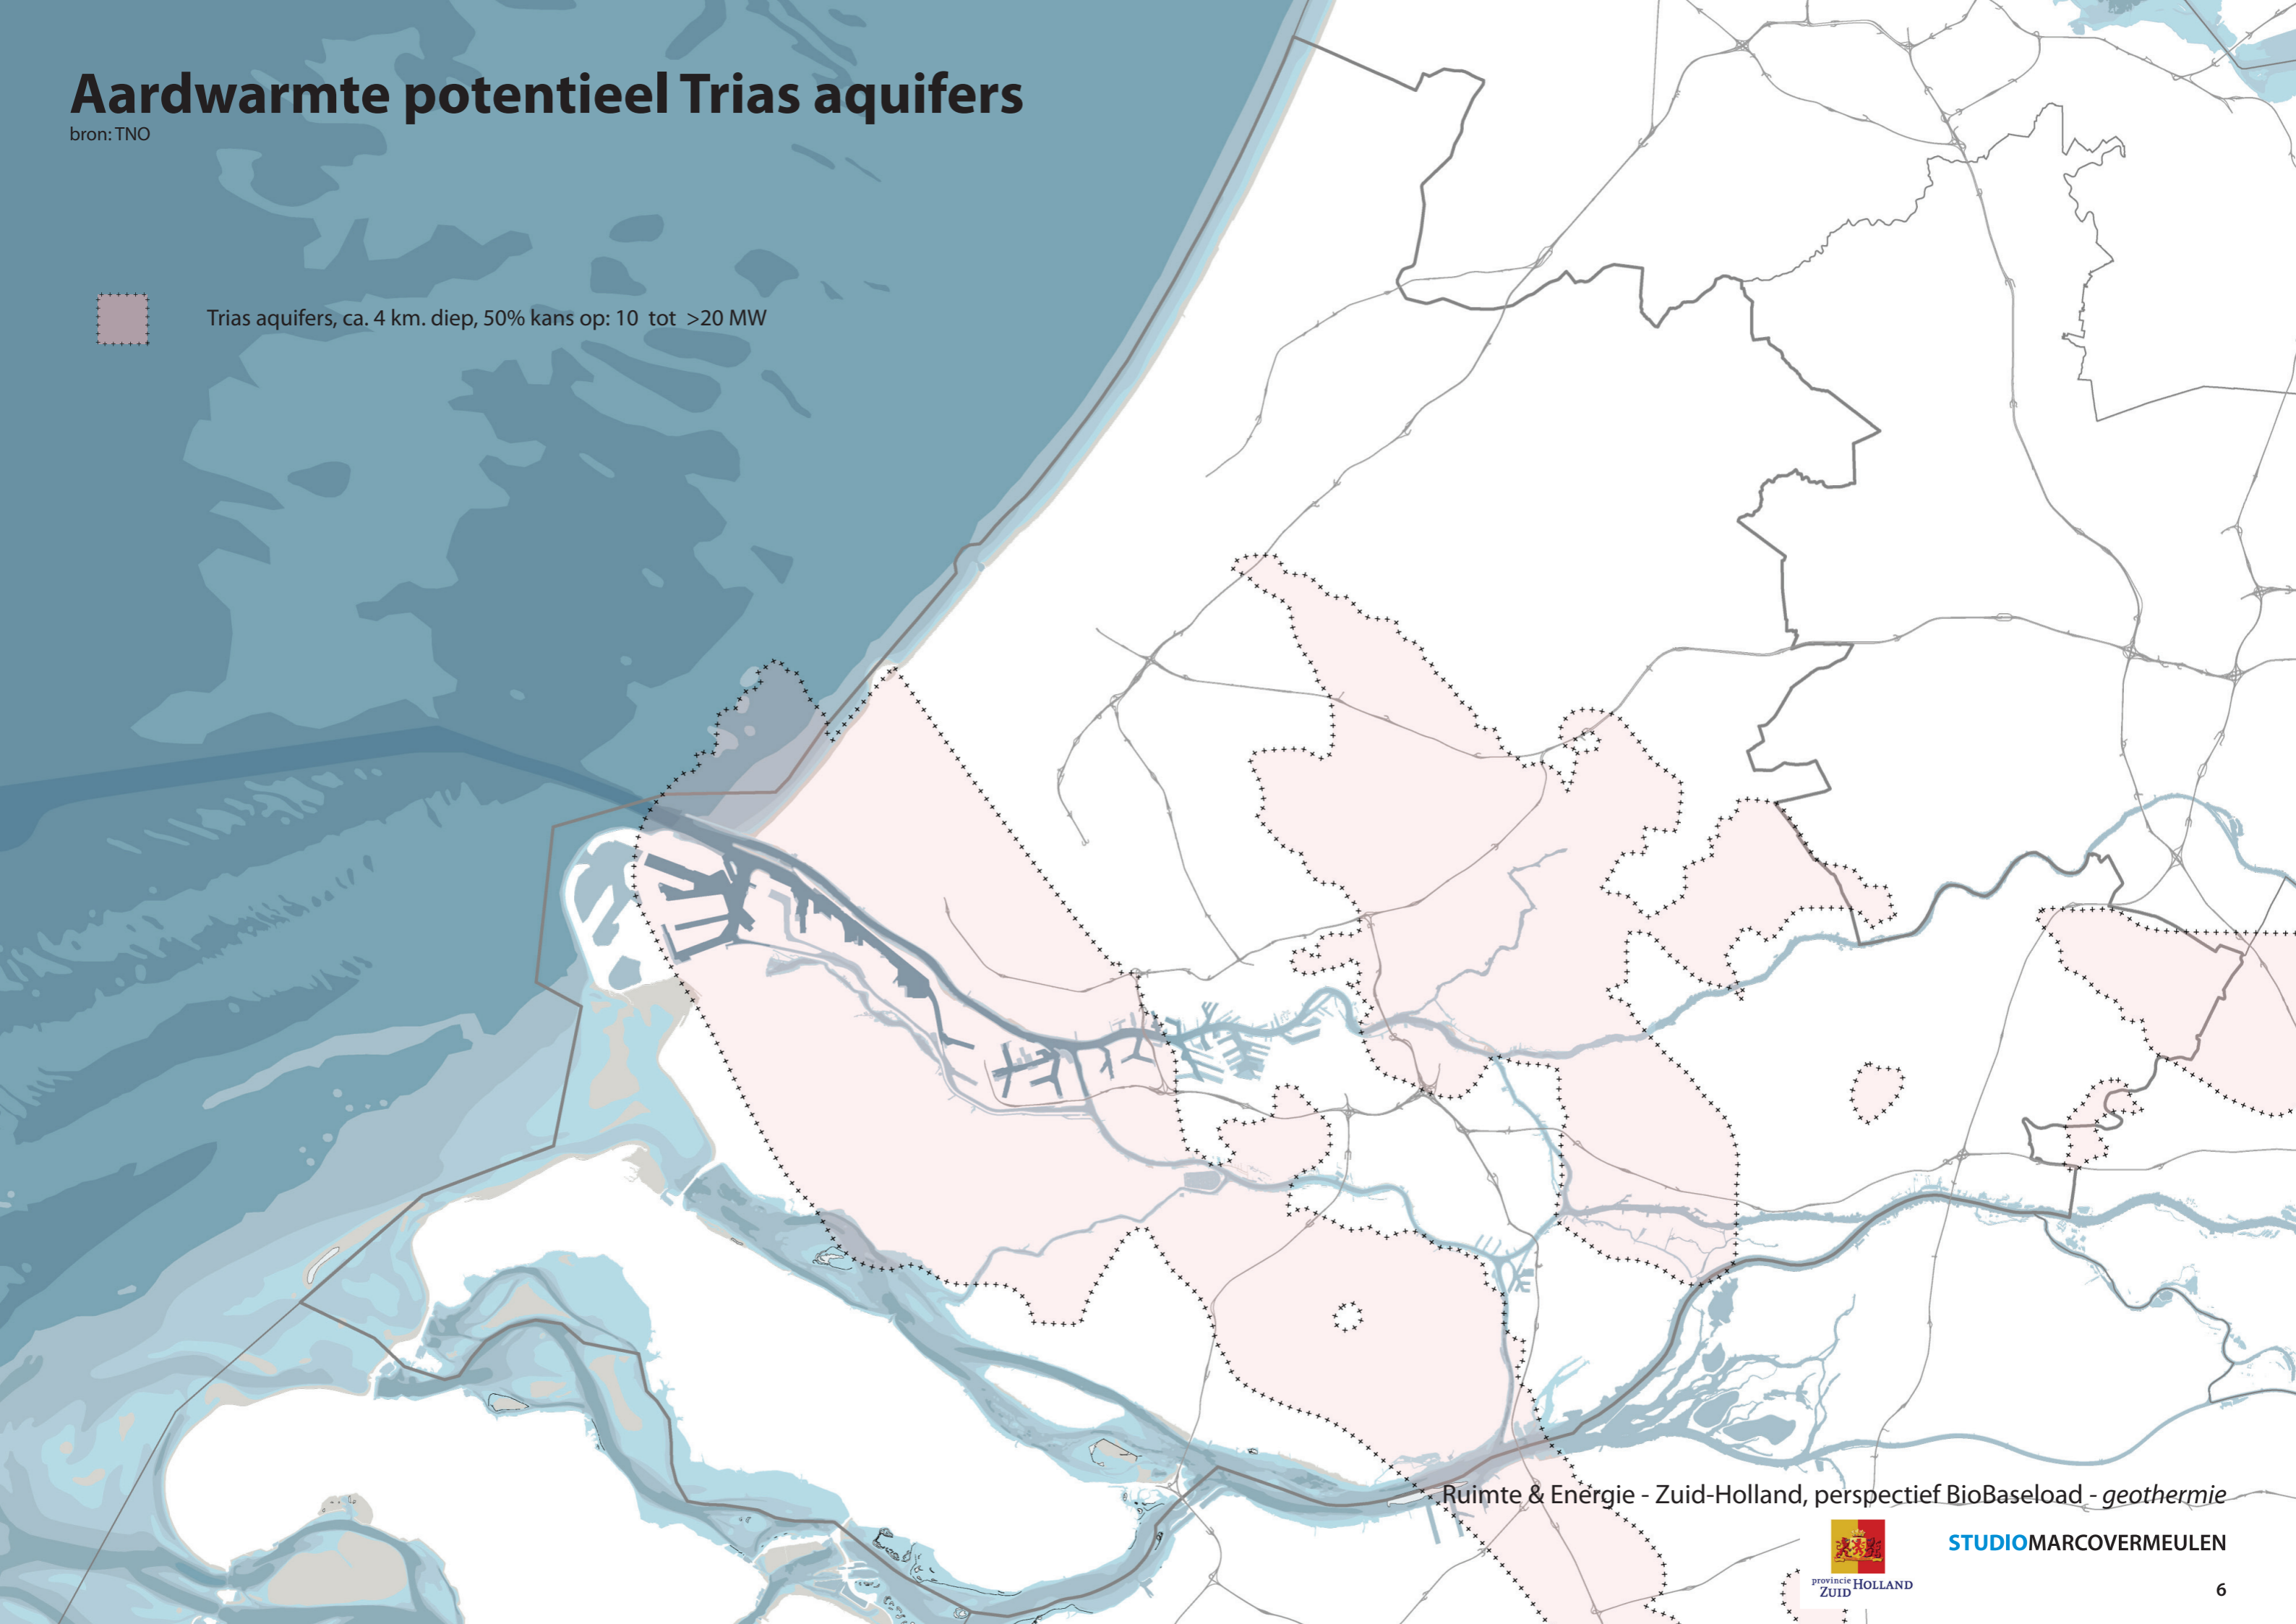 Aardwarmte potentieel Trias aquifers
bron: TNO
Trias aquifers, ca. 4 km. diep, 50% kans op: 10 tot >20 MW
Ruimte & Energie - Zuid-Holland, perspectief BioBaseload - geothermie
provincie HOLLAND
ZUID
STUDIOMARCOVERMEULEN
6